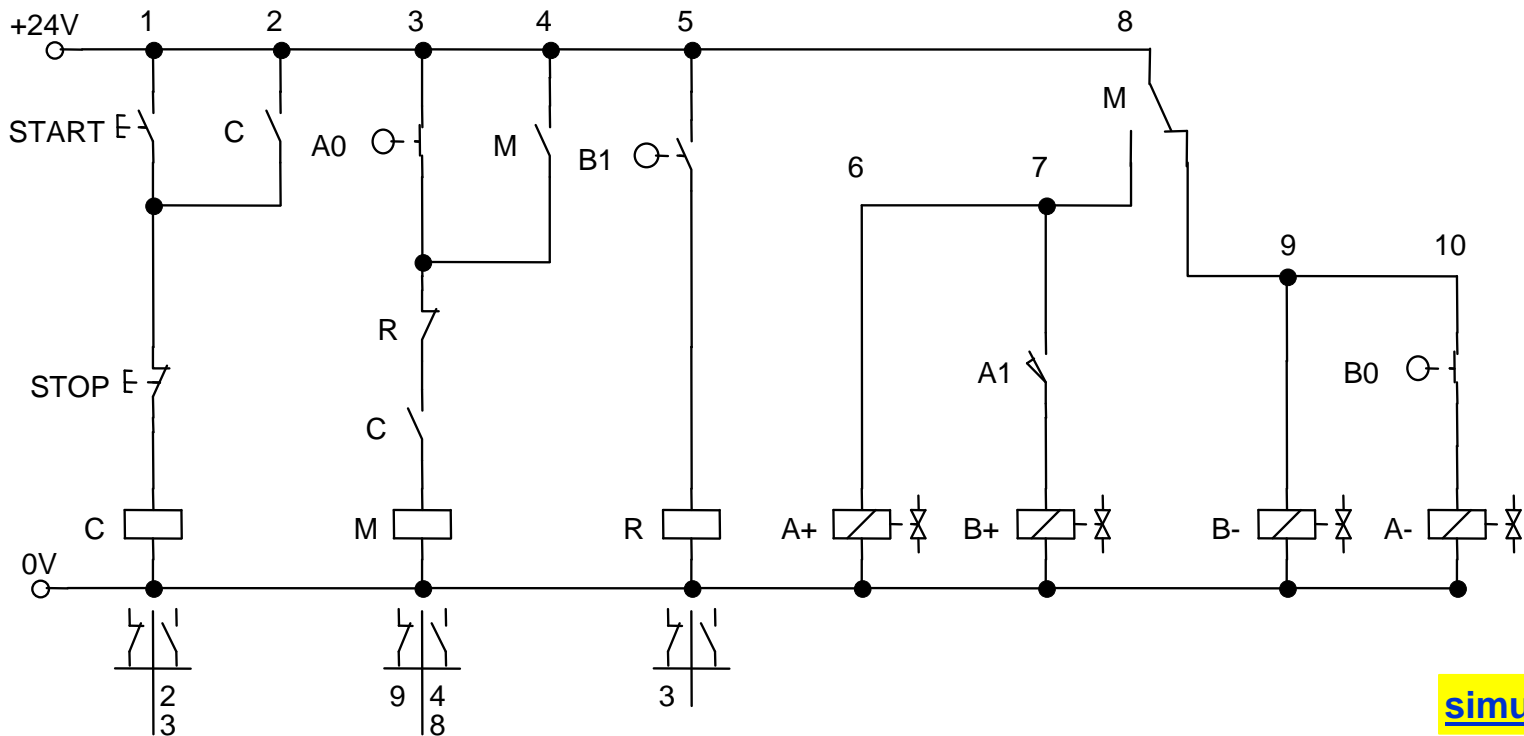 +24V 1 2 3 4 5 8
M
START C A0 M B1
6 7
9 10
R
STOP A1 B0
C
C M R A+ B+ B- A-
0V
2 9 4 3
3 8
simu